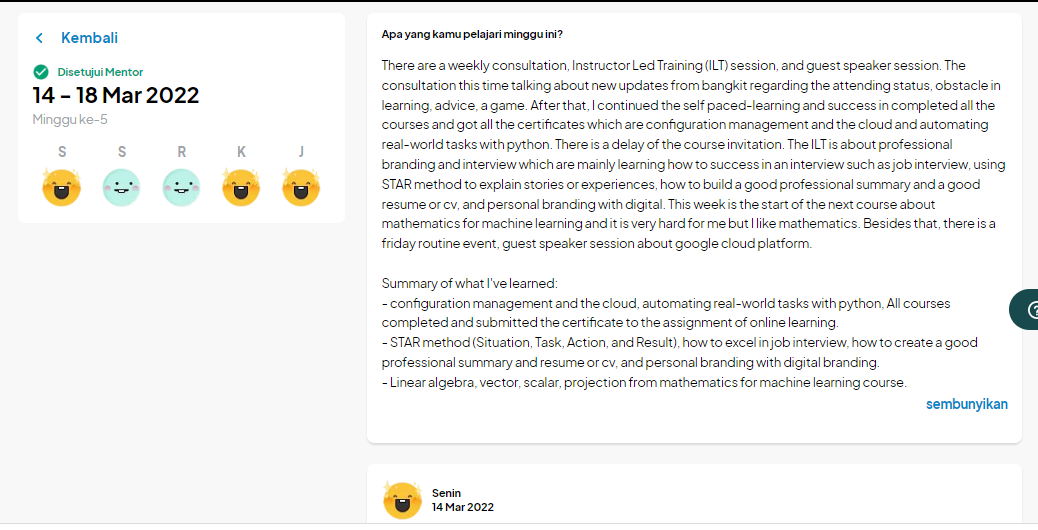 Kembali
Disetujui Mentor
14 – 18 Mar 2022
Minggu ke-5
S S R K J
Apa yang kamu pelajari minggu ini?
There are a weekly consultation, Instructor Led Training (ILT) session, and guest speaker session. The
consultation this time talking about new updates from bangkit regarding the attending status, obstacle in
learning, advice, a game. After that, I continued the self paced-learning and success in completed all the
courses and got all the certificates which are configuration management and the cloud and automating
real-world tasks with python. There is a delay of the course invitation. The ILT is about professional
branding and interview which are mainly learning how to success in an interview such as job interview, using
STAR method to explain stories or experiences, how to build a good professional summary and a good
resume or cv, and personal branding with digital. This week is the start of the next course about
mathematics for machine learning and it is very hard for me but I like mathematics. Besides that, there is a
friday routine event, guest speaker session about google cloud platform.
Summary of what I've learned:
- configuration management and the cloud, automating real-world tasks with python, All courses
completed and submitted the certificate to the assignment of online learning.
- STAR method (Situation, Task, Action, and Result), how to excel in job interview, how to create a good
professional summary and resume or cv, and personal branding with digital branding.
- Linear algebra, vector, scalar, projection from mathematics for machine learning course.
sembunyikan
Senin
14 Mar 2022